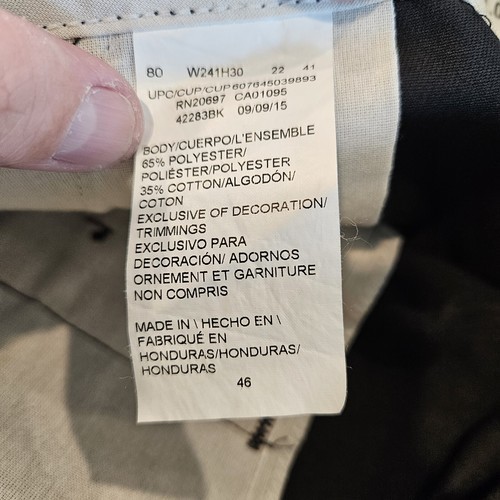 80 W241H30 22 41
UPC/CUP/CUP607645039893
RN20697 CA01095
42283BK 09/09/15
BODY/CUERPO/L'ENSEMBLE
65% POLYESTER/
POLIÉSTER/POLYESTER
35% COTTON/ALGODÓN/
COTON
EXCLUSIVE OF DECORATION/
TRIMMINGS
EXCLUSIVO PARA
DECORACIÓN/ ADORNOS
ORNEMENT ET GARNITURE
NON COMPRIS
MADE IN \ HECHO EN \
FABRIQUÉ EN
HONDURAS/HONDURAS/
HONDURAS
46